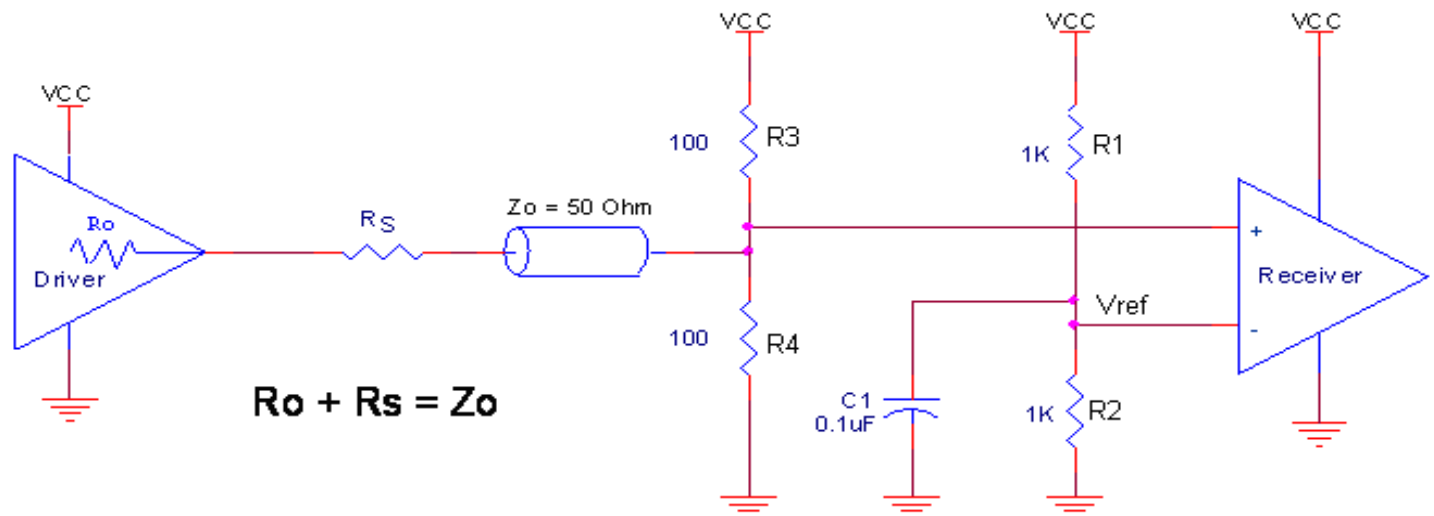 VCC
Ro
Driver
Rs
Zo = 50 Ohm
VCC
100
R3
100
R4
VCC
1K
R1
Vref
C1
0.1uF
1K
R2
VCC
+
Receiver
-
Ro + Rs = Zo